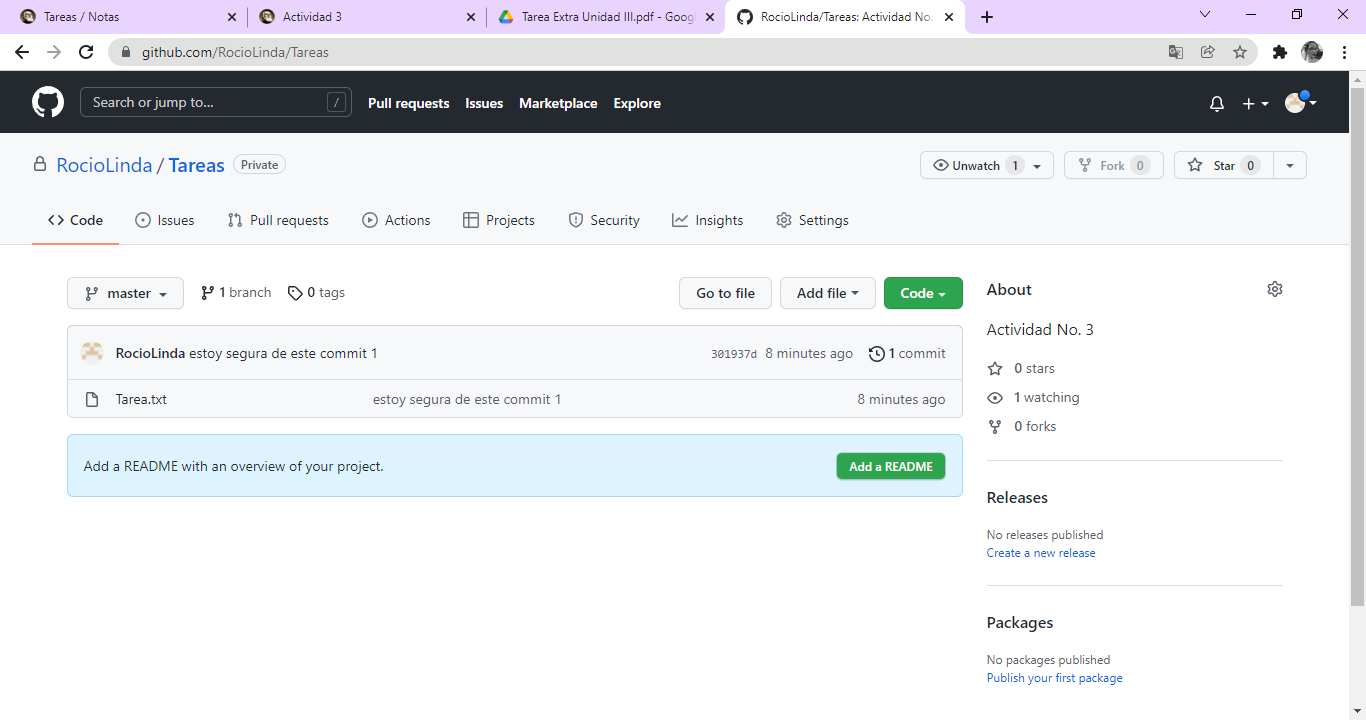 Tareas / Notas
Actividad 3
Tarea Extra Unidad III.pdf - Goog
RocioLinda/Tareas: Actividad No.
github.com/RocioLinda/Tareas
Search or jump to...
/
Pull requests
Issues
Marketplace
Explore
RocioLinda / Tareas
Private
Unwatch 1
Fork 0
Star 0
Code
Issues
Pull requests
Actions
Projects
Security
Insights
Settings
master
1 branch
0 tags
Go to file
Add file
Code
RocioLinda estoy segura de este commit 1
301937d 8 minutes ago
1 commit
Tarea.txt
estoy segura de este commit 1
8 minutes ago
Add a README with an overview of your project.
Add a README
About
Actividad No. 3
0 stars
1 watching
0 forks
Releases
No releases published
Create a new release
Packages
No packages published
Publish your first package